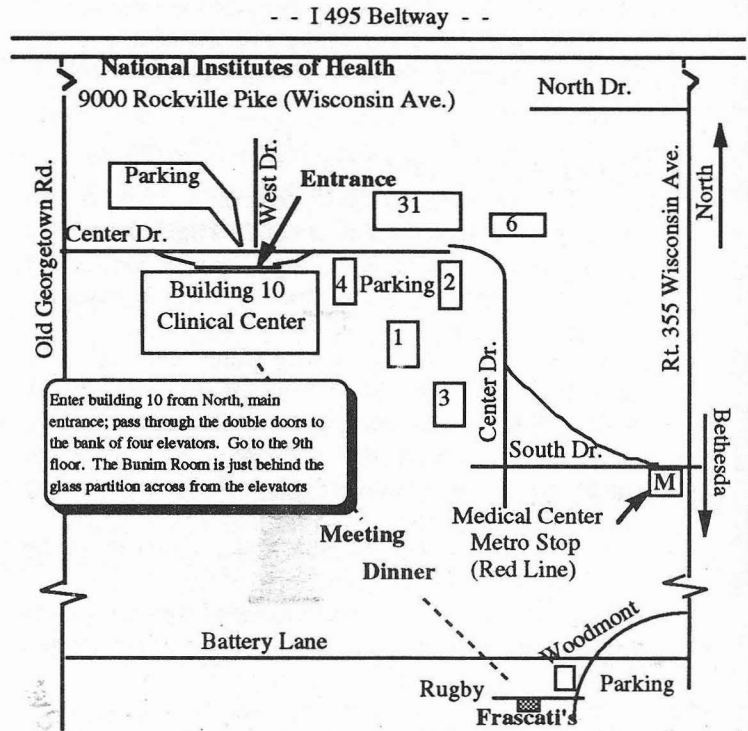 - - I 495 Beltway - -
National Institutes of Health
9000 Rockville Pike (Wisconsin Ave.)
North Dr.
Parking
West Dr.
Entrance
31
6
North
Old Georgetown Rd.
Center Dr.
Rt. 355 Wisconsin Ave.
Building 10
Clinical Center
4
Parking
2
1
3
Center Dr.
Enter building 10 from North, main
entrance; pass through the double doors to
the bank of four elevators. Go to the 9th
floor. The Bunim Room is just behind the
glass partition across from the elevators
South Dr.
M
Bethesda
Medical Center
Metro Stop
(Red Line)
Meeting
Dinner
Battery Lane
Woodmont
Rugby
Parking
Frascati's